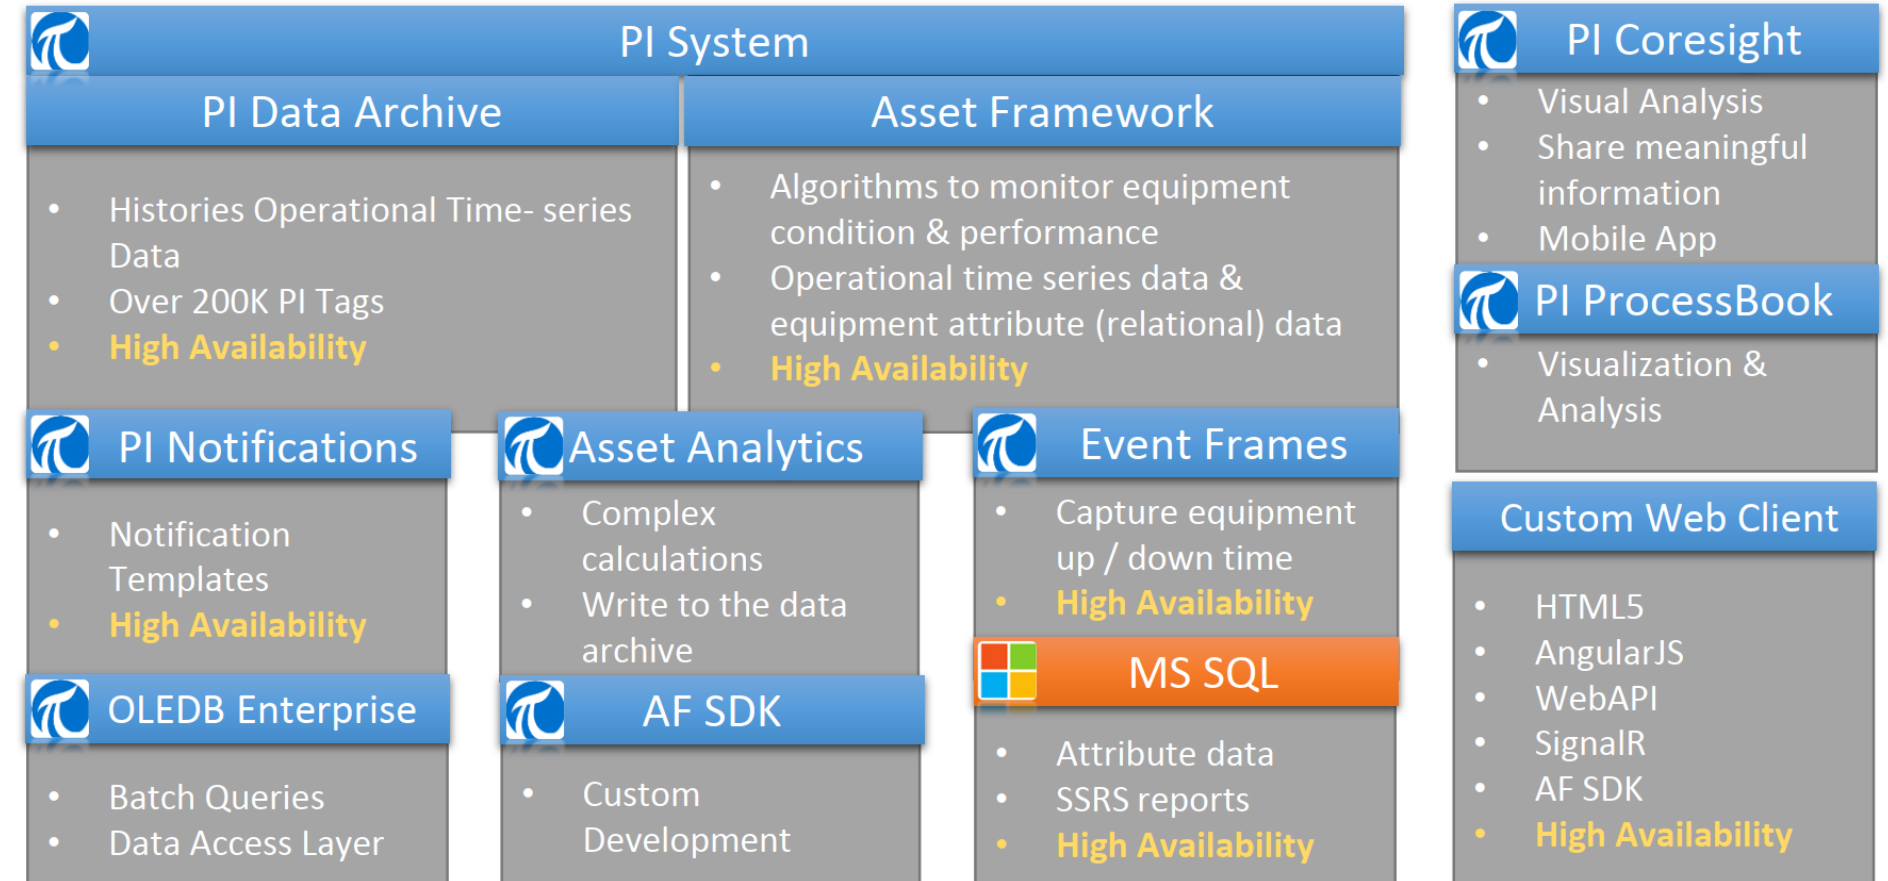 PI System
PI Data Archive
• Histories Operational Time- series
Data
• Over 200K PI Tags
• High Availability
Asset Framework
• Algorithms to monitor equipment
condition & performance
• Operational time series data &
equipment attribute (relational) data
• High Availability
PI Notifications
• Notification
Templates
• High Availability
Asset Analytics
• Complex
calculations
• Write to the data
archive
Event Frames
• Capture equipment
up / down time
• High Availability
OLEDB Enterprise
• Batch Queries
• Data Access Layer
AF SDK
• Custom
Development
MS SQL
• Attribute data
• SSRS reports
• High Availability
PI Coresight
• Visual Analysis
• Share meaningful
information
• Mobile App
PI ProcessBook
• Visualization &
Analysis
Custom Web Client
• HTML5
• AngularJS
• WebAPI
• SignalR
• AF SDK
• High Availability